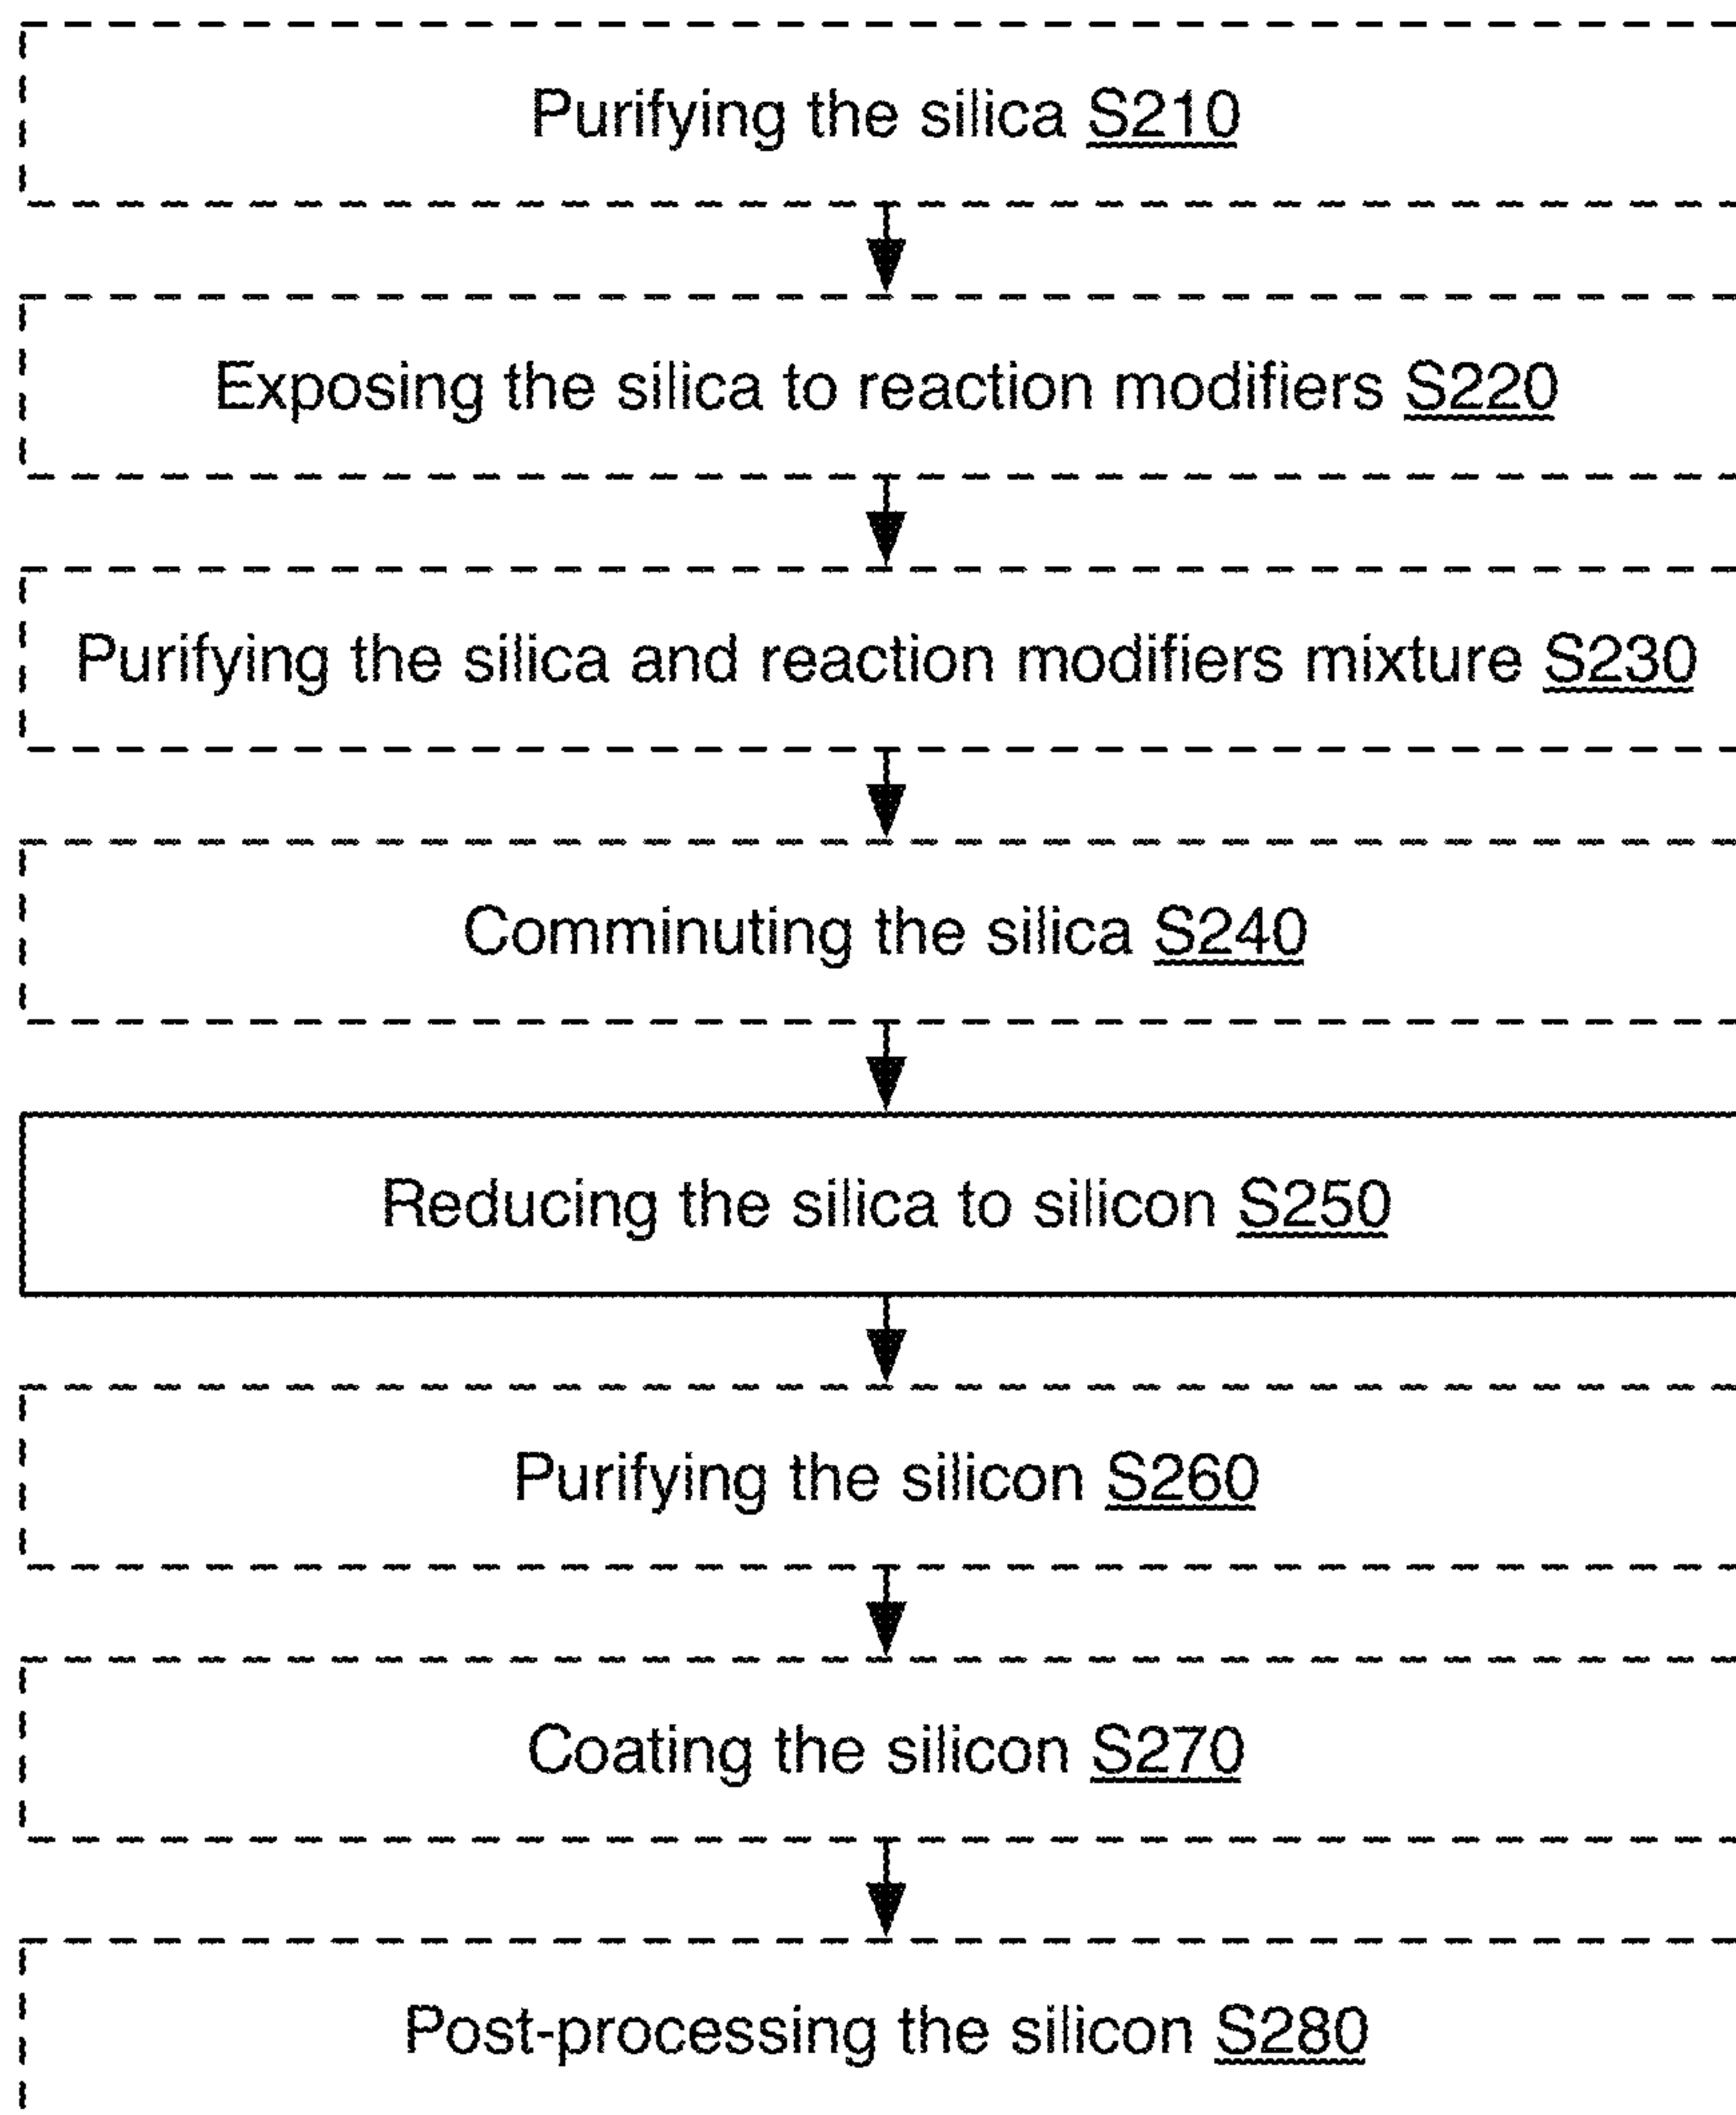 Purifying the silica S210
Exposing the silica to reaction modifiers S220
Purifying the silica and reaction modifiers mixture S230
Comminuting the silica S240
Reducing the silica to silicon S250
Purifying the silicon S260
Coating the silicon S270
Post-processing the silicon S280